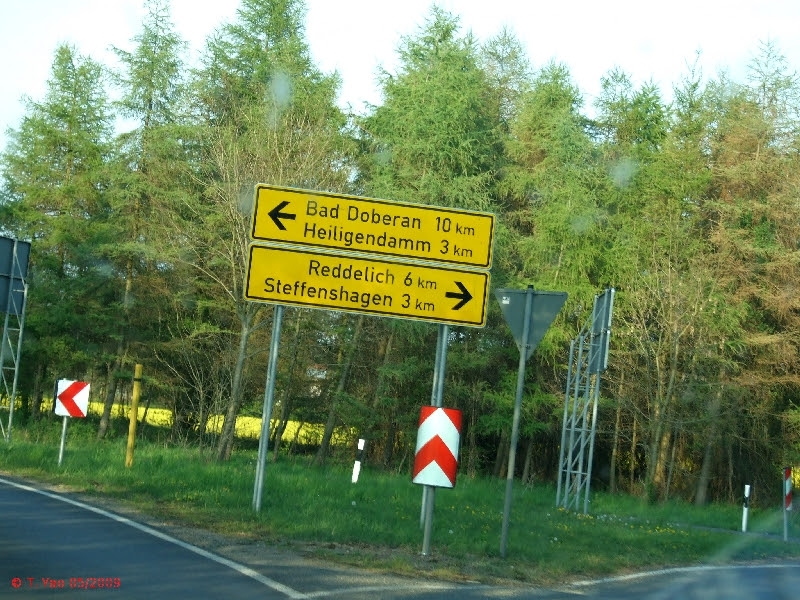 Bad Doberan 10 km
Heiligendamm 3 km
Reddelich 6 km
Steffenshagen 3 km
© T. Van 05/2009